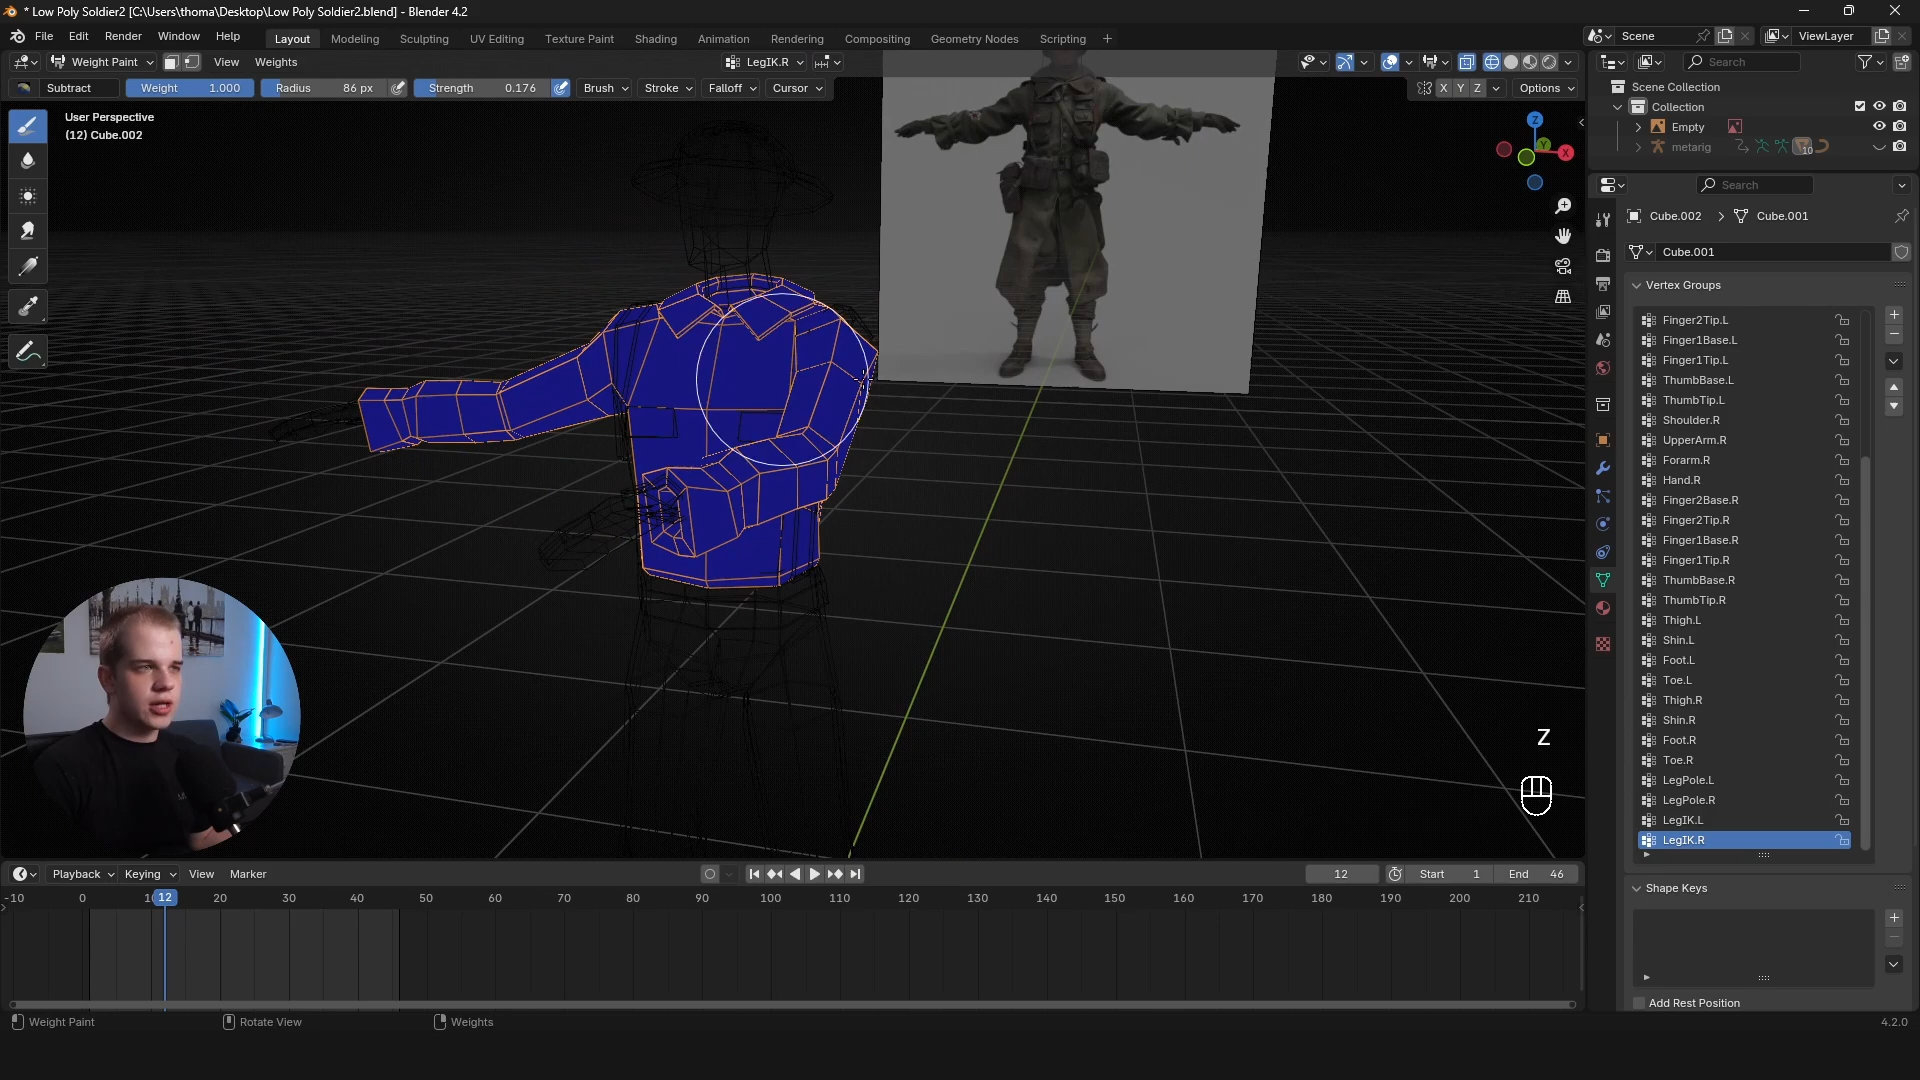 * Low Poly Soldier2 [C:\Users\thoma\Desktop\Low Poly Soldier2.blend] - Blender 4.2
File Edit Render Window Help
Layout Modeling Sculpting UV Editing Texture Paint Shading Animation Rendering Compositing Geometry Nodes Scripting +
Scene
ViewLayer
Weight Paint View Weights
LegIK.R
Search
Subtract
Weight 1.000
Radius 86 px
Strength 0.176
Brush Stroke Falloff Cursor
X Y Z
Options
User Perspective
(12) Cube.002
Z
Y
X
Scene Collection
Collection
Empty
metarig
10
Search
Cube.002 > Cube.001
Cube.001
Vertex Groups
Finger2Tip.L
Finger1Base.L
Finger1Tip.L
ThumbBase.L
ThumbTip.L
Shoulder.R
UpperArm.R
Forarm.R
Hand.R
Finger2Base.R
Finger2Tip.R
Finger1Base.R
Finger1Tip.R
ThumbBase.R
ThumbTip.R
Thigh.L
Shin.L
Foot.L
Toe.L
Thigh.R
Shin.R
Foot.R
Toe.R
LegPole.L
LegPole.R
LegIK.L
LegIK.R
Shape Keys
Add Rest Position
Z
Playback Keying View Marker
12
Start 1
End 46
-10 0 12 20 30 40 50 60 70 80 90 100 110 120 130 140 150 160 170 180 190 200 210
Weight Paint
Rotate View
Weights
4.2.0